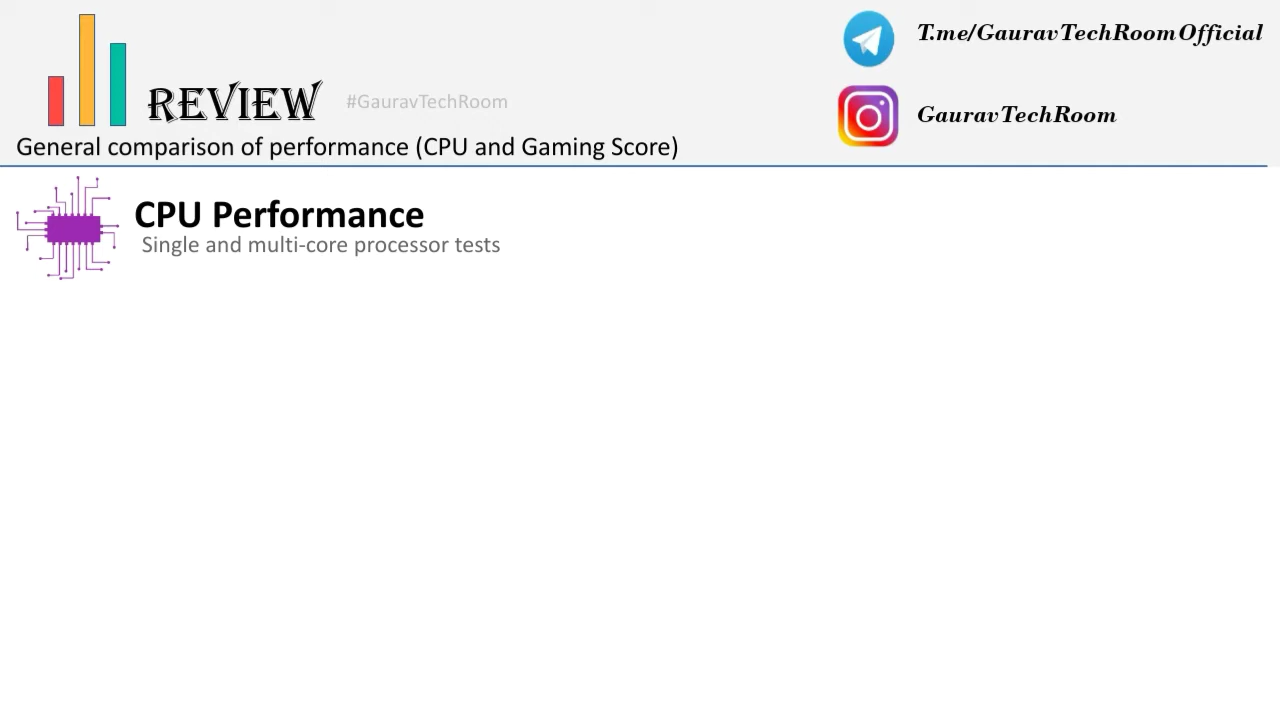 T.me/GauravTechRoomOfficial
REVIEW
#GauravTechRoom
GauravTechRoom
General comparison of performance (CPU and Gaming Score)
CPU Performance
Single and multi-core processor tests